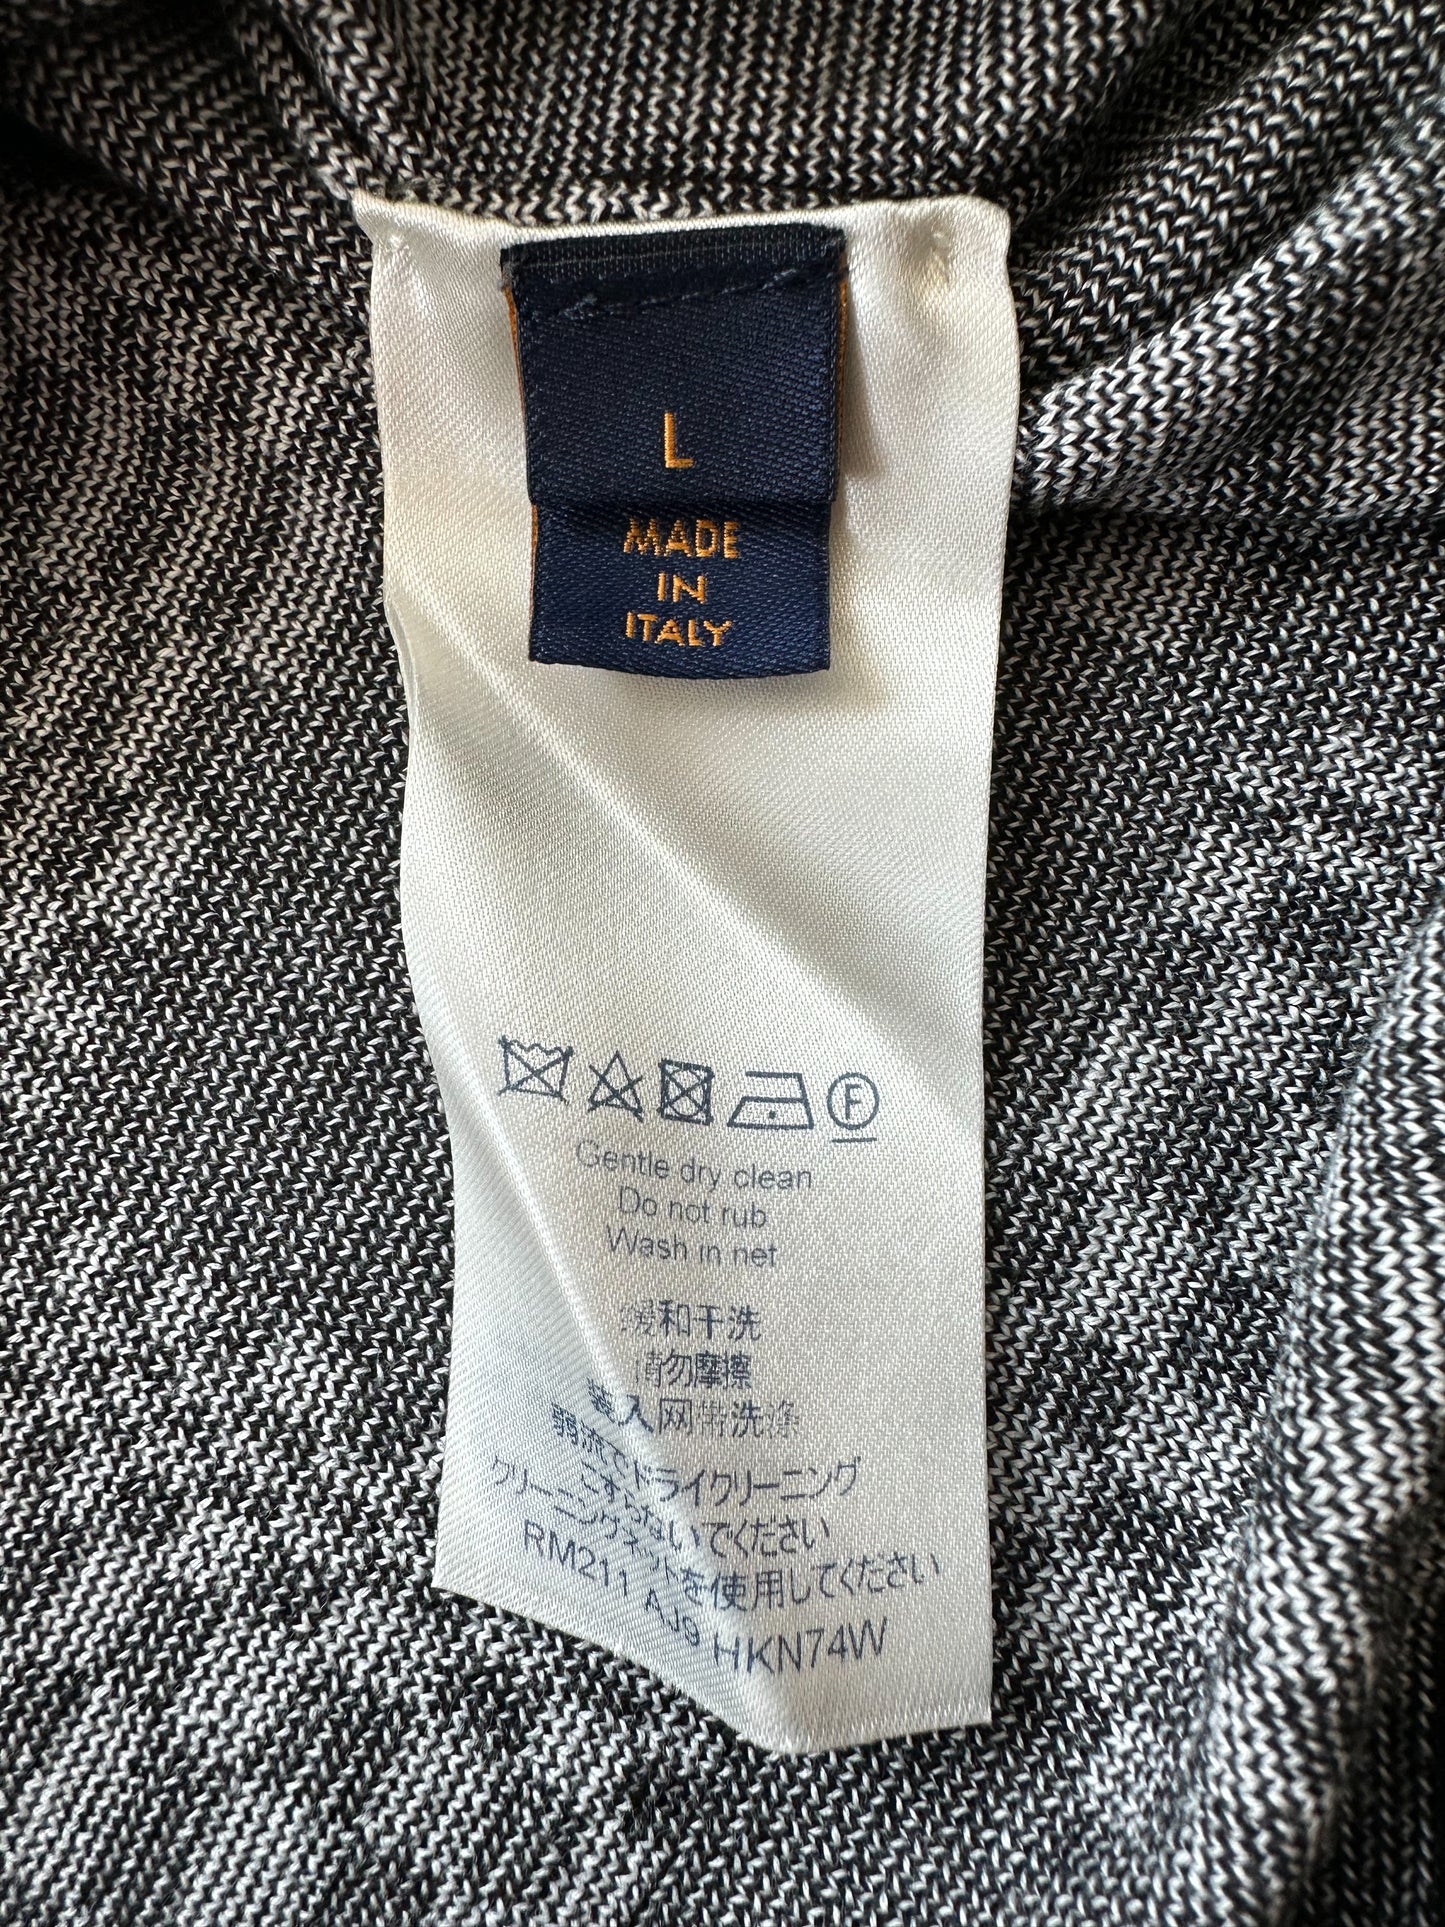 L
MADE
IN
ITALY
F
Gentle dry clean
Do not rub
Wash in net
缓和干洗
请勿摩擦
装入网带洗涤
弱流でドライクリーニング
こすらないでください
クリーニングネットを使用してください
RM211 AJ9 HKN74W